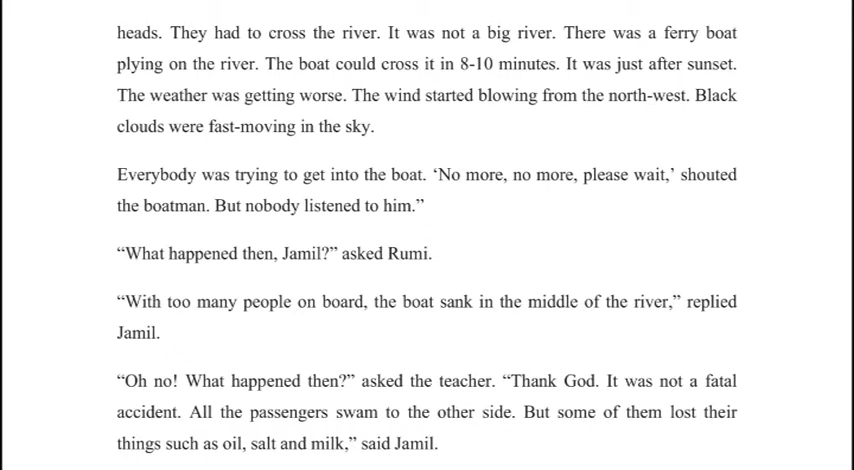 heads. They had to cross the river. It was not a big river. There was a ferry boat
plying on the river. The boat could cross it in 8-10 minutes. It was just after sunset.
The weather was getting worse. The wind started blowing from the north-west. Black
clouds were fast-moving in the sky.
Everybody was trying to get into the boat. ‘No more, no more, please wait,’ shouted
the boatman. But nobody listened to him.”
“What happened then, Jamil?” asked Rumi.
“With too many people on board, the boat sank in the middle of the river,” replied
Jamil.
“Oh no! What happened then?” asked the teacher. “Thank God. It was not a fatal
accident. All the passengers swam to the other side. But some of them lost their
things such as oil, salt and milk,” said Jamil.